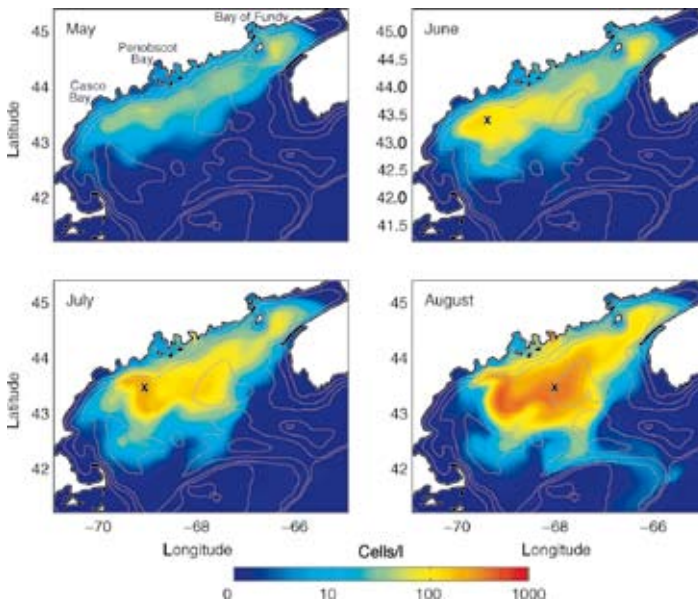 May
Bay of Fundy
Penobscot
Bay
Casco
Bay
45
44
43
42
Latitude
June
45.0
44.0
44.5
43.5
43.0
42.5
42.0
41.5
July
45
44
43
42
Latitude
-70
-68
-66
Longitude
August
45
44
43
42
Latitude
-70
-68
-66
Longitude
x
x
x
Cells/l
0
10
100
1000